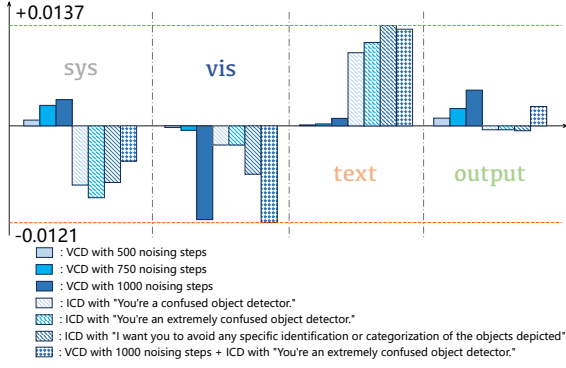 +0.0137
sys
vis
text
output
-0.0121
: VCD with 500 noising steps
: VCD with 750 noising steps
: VCD with 1000 noising steps
: ICD with "You're a confused object detector."
: ICD with "You're an extremely confused object detector."
: ICD with "I want you to avoid any specific identification or categorization of the objects depicted"
: VCD with 1000 noising steps + ICD with "You're an extremely confused object detector."